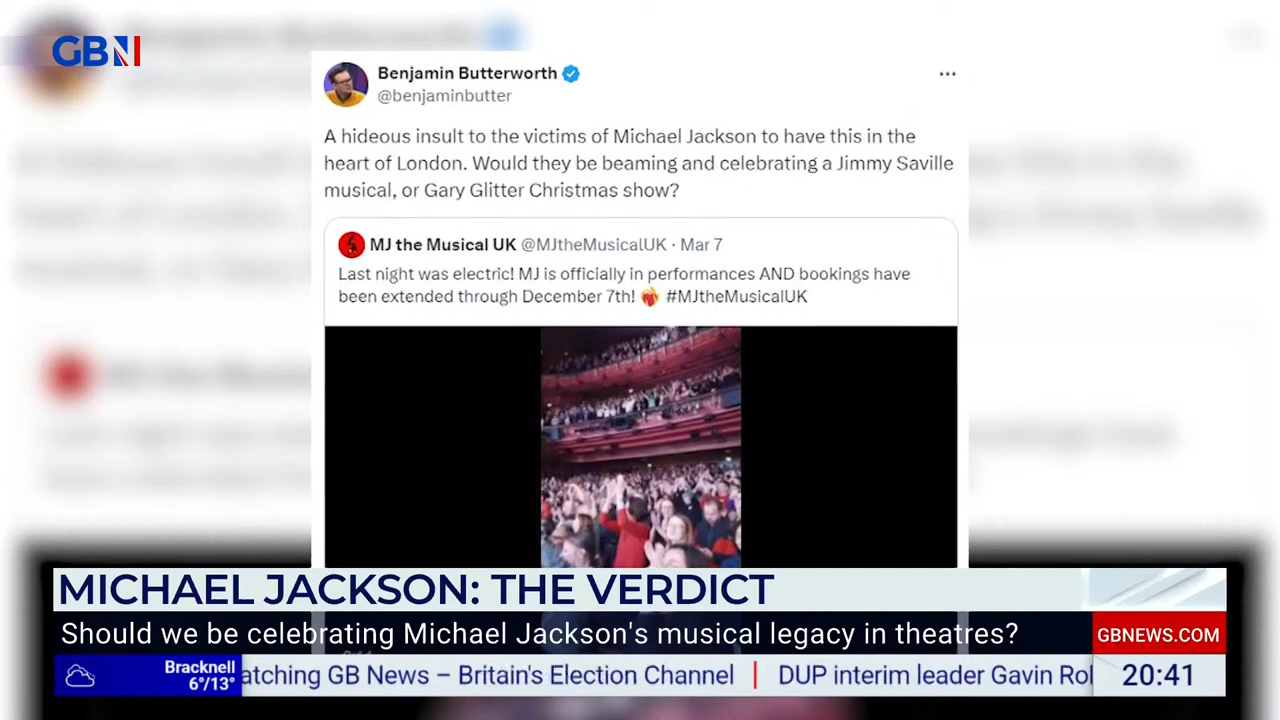 GBN
Benjamin Butterworth
@benjaminbutter
A hideous insult to the victims of Michael Jackson to have this in the
heart of London. Would they be beaming and celebrating a Jimmy Saville
musical, or Gary Glitter Christmas show?
MJ the Musical UK @MJtheMusicalUK · Mar 7
Last night was electric! MJ is officially in performances AND bookings have
been extended through December 7th! ❤️‍🔥 #MJtheMusicalUK
MICHAEL JACKSON: THE VERDICT
Should we be celebrating Michael Jackson's musical legacy in theatres?
GBNEWS.COM
Bracknell
6°/13°
atching GB News – Britain's Election Channel | DUP interim leader Gavin Ro
20:41